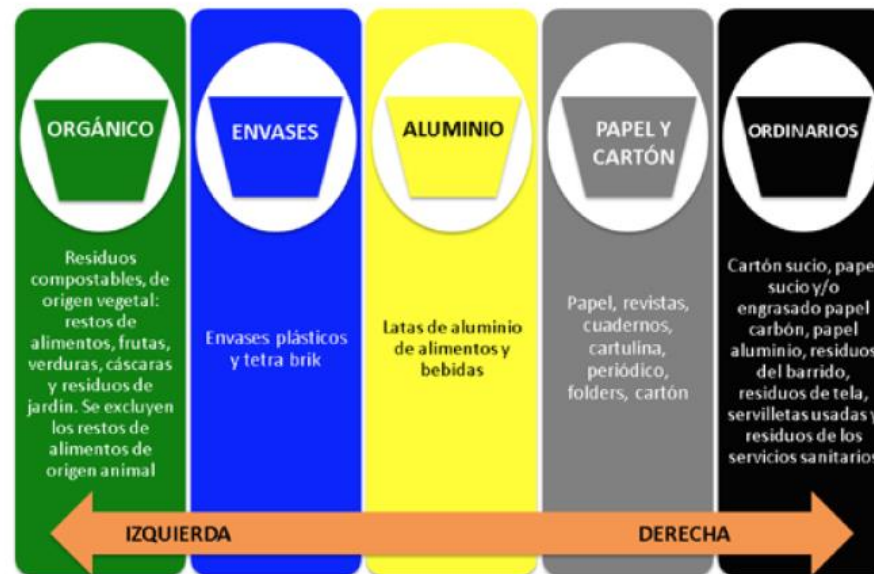 ORGÁNICO
Residuos
compostables, de
origen vegetal:
restos de
alimentos, frutas,
verduras, cáscaras
y residuos de
jardín. Se excluyen
los restos de
alimentos de
origen animal
ENVASES
Envases plásticos
y tetra brik
ALUMINIO
Latas de aluminio
de alimentos y
bebidas
PAPEL Y
CARTÓN
Papel, revistas,
cuadernos,
cartulina,
periódico,
folders, cartón
ORDINARIOS
Cartón sucio, papel
sucio y/o
engrasado papel
carbón, papel
aluminio, residuos
del barrido,
residuos de tela,
servilletas usadas y
residuos de los
servicios sanitarios
IZQUIERDA
DERECHA